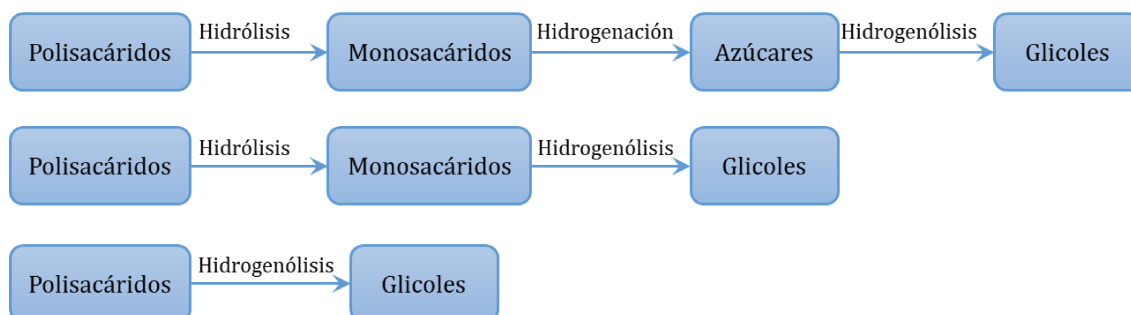 Polisacáridos Hidrólisis Monosacáridos Hidrogenación Azúcares Hidrogenólisis Glicoles
Polisacáridos Hidrólisis Monosacáridos Hidrogenólisis Glicoles
Polisacáridos Hidrogenólisis Glicoles